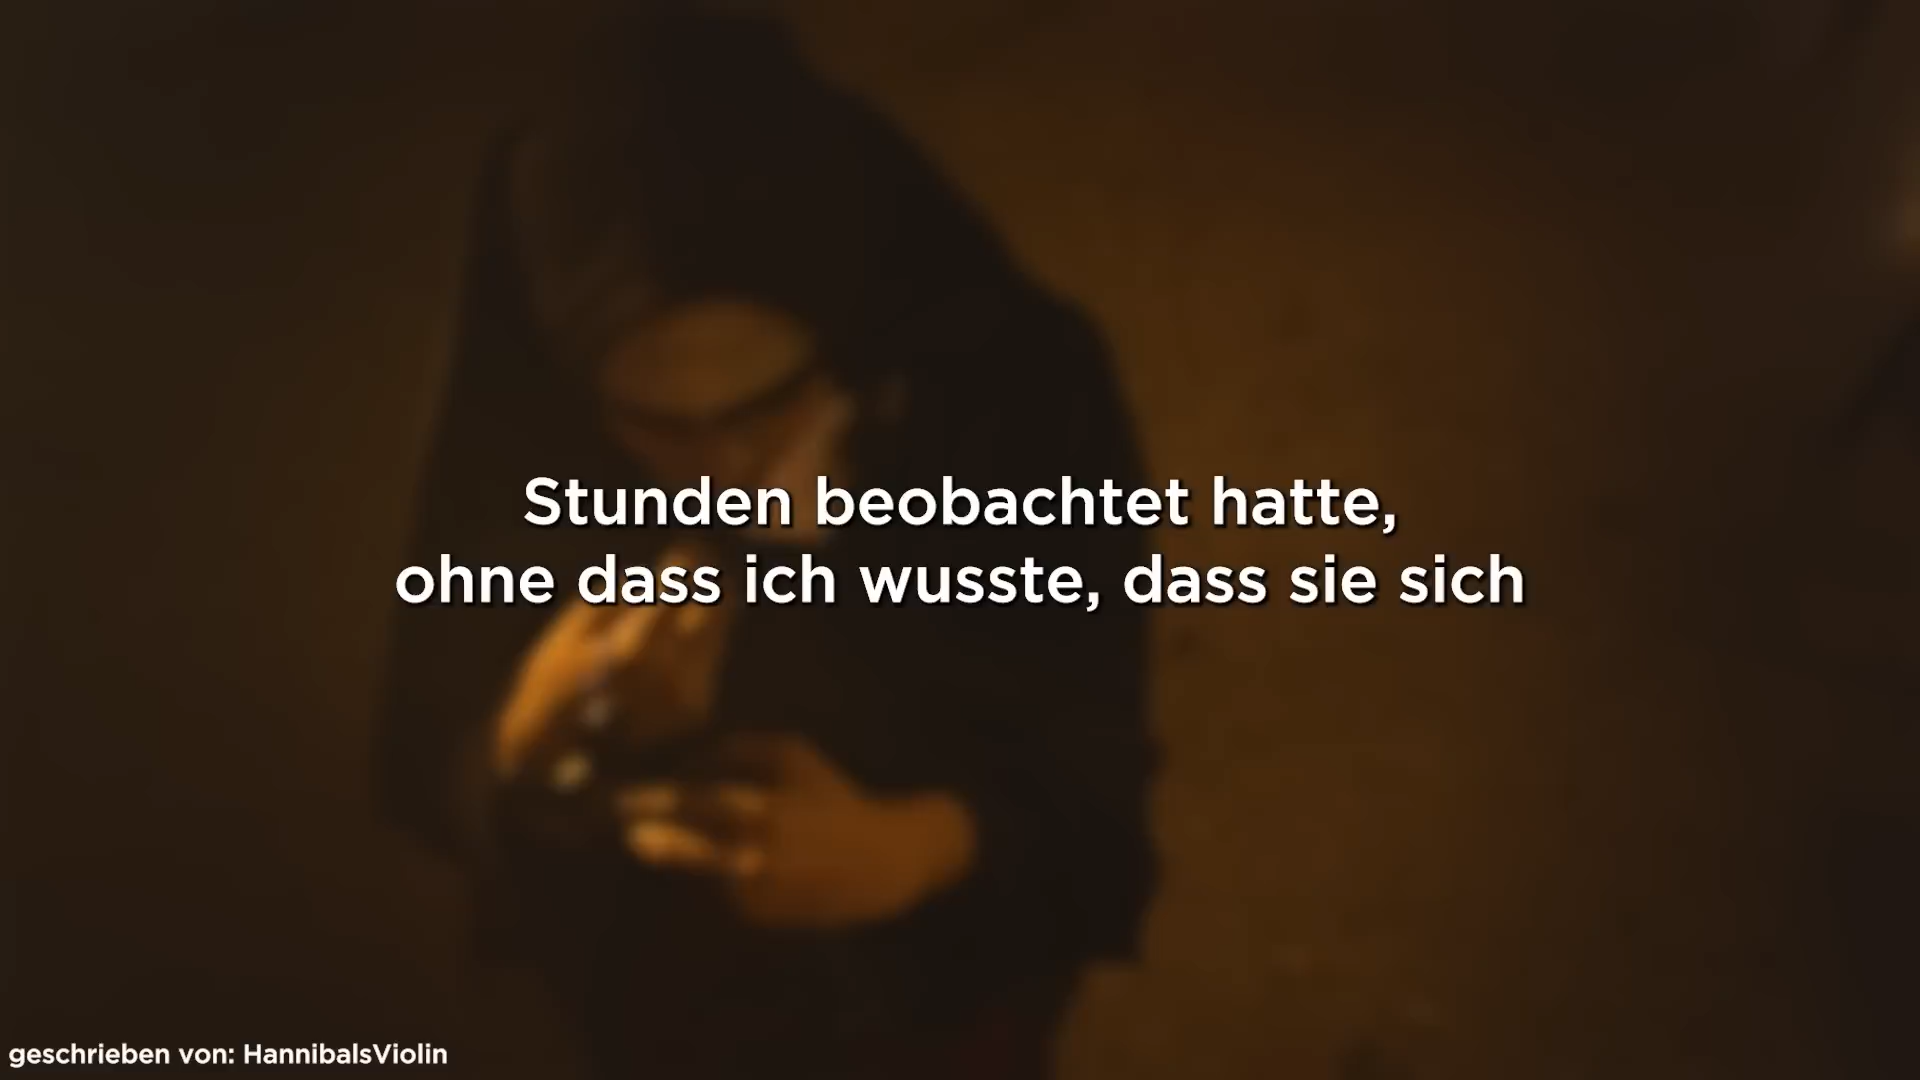 Stunden beobachtet hatte,
ohne dass ich wusste, dass sie sich
geschrieben von: HannibalsViolin